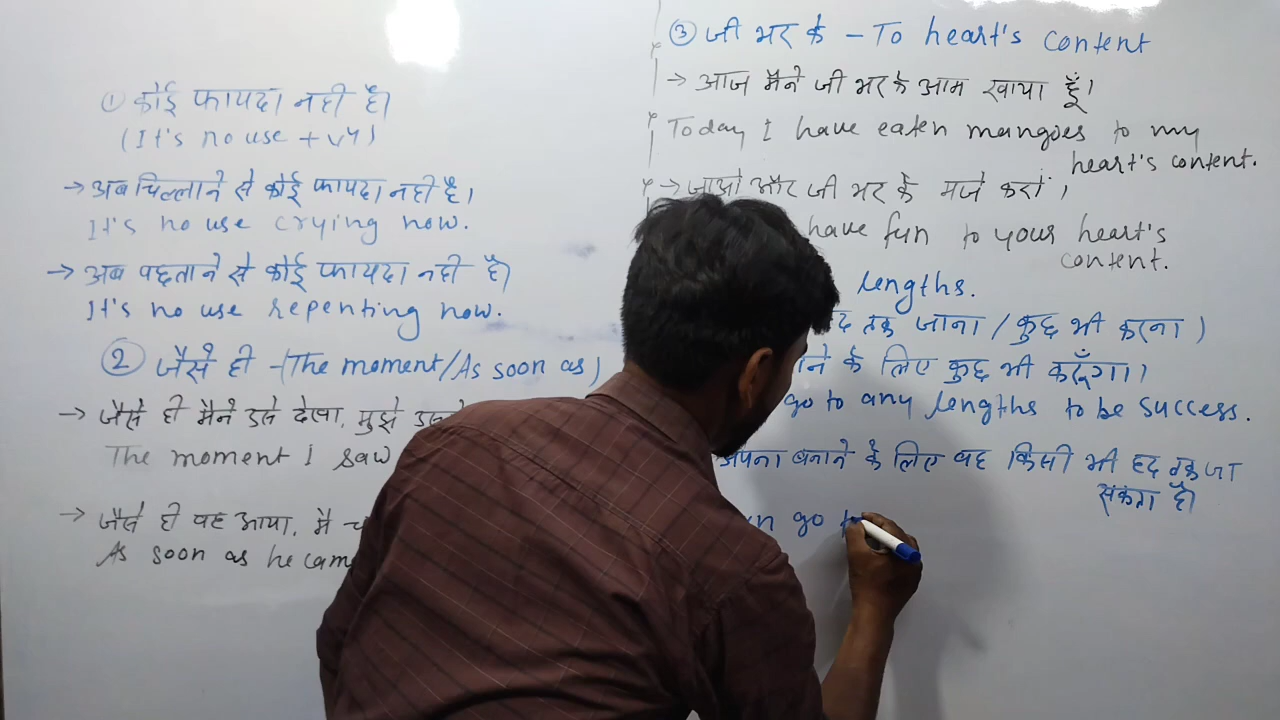 ① कोई फायदा नही है।
(It's no use + v4)
→ अब चिल्लाने से कोई फायदा नही है।
It's no use crying now.
→ अब पछताने से कोई फायदा नही है।
It's no use repenting now.
② जैसे ही -(The moment/As soon as)
→ जैसे ही मैने उसे देखा, मुझे
The moment I saw
→ जैसे ही वह आया, मै
As soon as he came
③ जी भर के - To heart's content
→ आज मैने जी भर के आम खाया हूँ।
Today I have eaten mangoes to my
heart's content.
→ जाओ और जी भर के मजे करो।
have fun to your heart's
content.
lengths.
तक जाना / कुछ भी करना )
के लिए कुछ भी करूँगा।
go to any lengths to be success.
अपना बनाने के लिए वह किसी भी हद तक जा
सकता है।
go